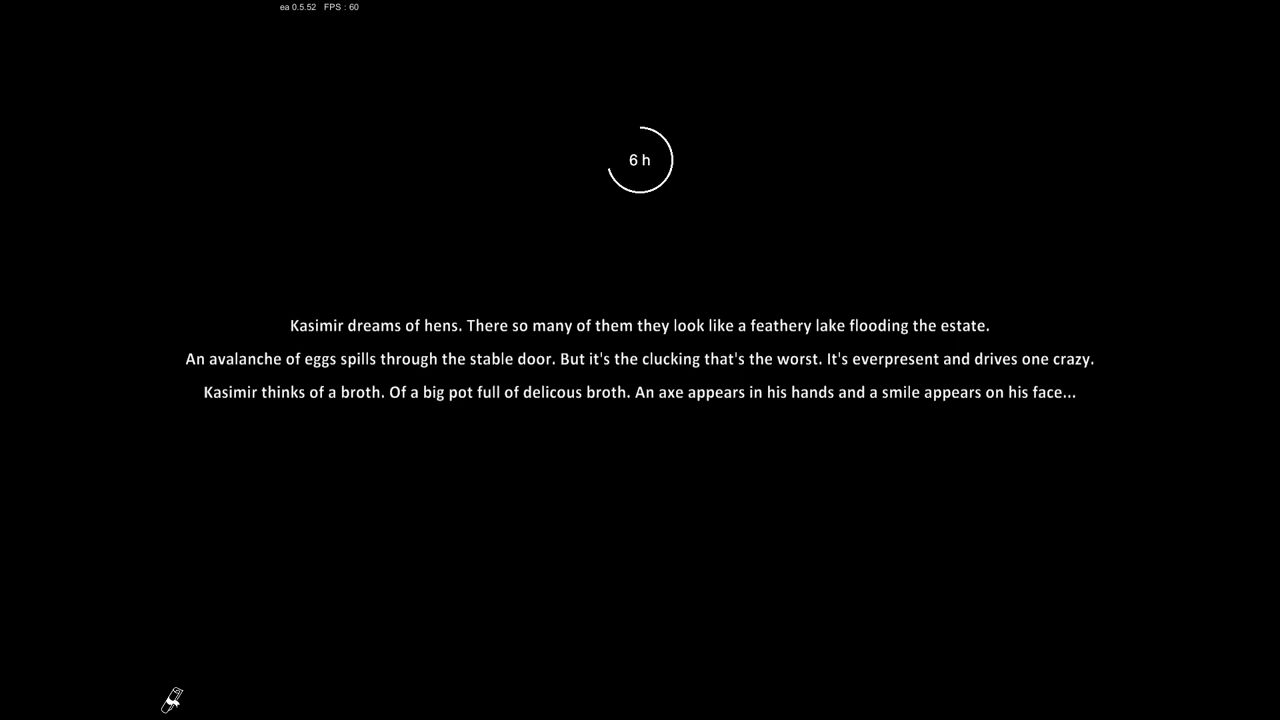 ea 0.5.52 FPS : 60
6 h
Kasimir dreams of hens. There so many of them they look like a feathery lake flooding the estate.
An avalanche of eggs spills through the stable door. But it's the clucking that's the worst. It's everpresent and drives one crazy.
Kasimir thinks of a broth. Of a big pot full of delicous broth. An axe appears in his hands and a smile appears on his face...